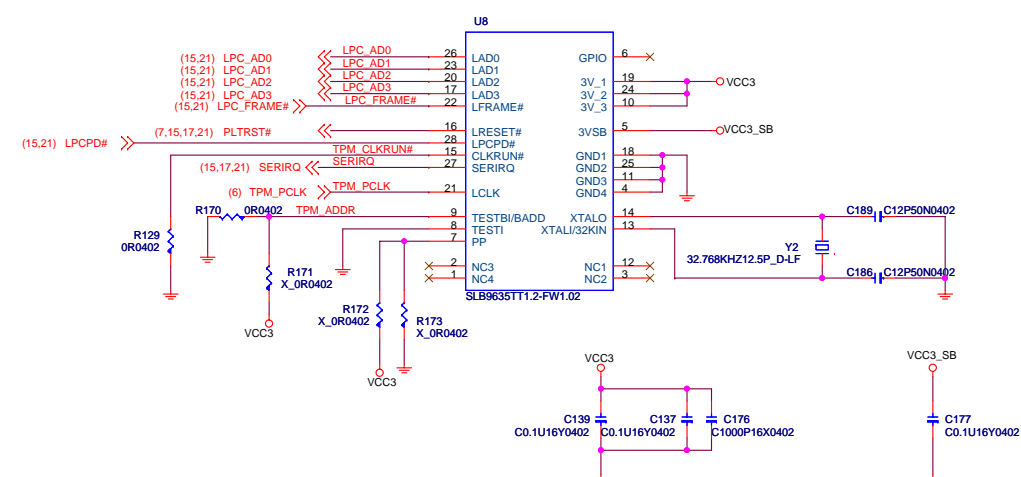 U8
(15,21) LPC_AD0 LPC_AD0 26 LAD0 GPIO 6
(15,21) LPC_AD1 LPC_AD1 23 LAD1
(15,21) LPC_AD2 LPC_AD2 20 LAD2 3V_1 19 VCC3
(15,21) LPC_AD3 LPC_AD3 17 LAD3 3V_2 24
(15,21) LPC_FRAME# LPC_FRAME# 22 LFRAME# 3V_3 10
(7,15,17,21) PLTRST# 16 LRESET# 3VSB 5 VCC3_SB
(15,21) LPCPD# 28 LPCPD#
TPM_CLKRUN# 15 CLKRUN# GND1 18
(15,17,21) SERIRQ SERIRQ 27 SERIRQ GND2 25
GND3 11
(6) TPM_PCLK TPM_PCLK 21 LCLK GND4 4
R170 0R0402 TPM_ADDR 9 TESTBI/BADD XTALO 14 C189 C12P50N0402
8 TESTI XTALI/32KIN 13
R129
0R0402
7 PP
Y2
32.768KHZ12.5P_D-LF
2 NC3 NC1 12
1 NC4 NC2 3
C186 C12P50N0402
R171
X_0R0402
SLB9635TT1.2-FW1.02
R172
X_0R0402
R173
X_0R0402
VCC3
VCC3
VCC3
VCC3_SB
C139
C0.1U16Y0402
C137
C0.1U16Y0402
C176
C1000P16X0402
C177
C0.1U16Y0402